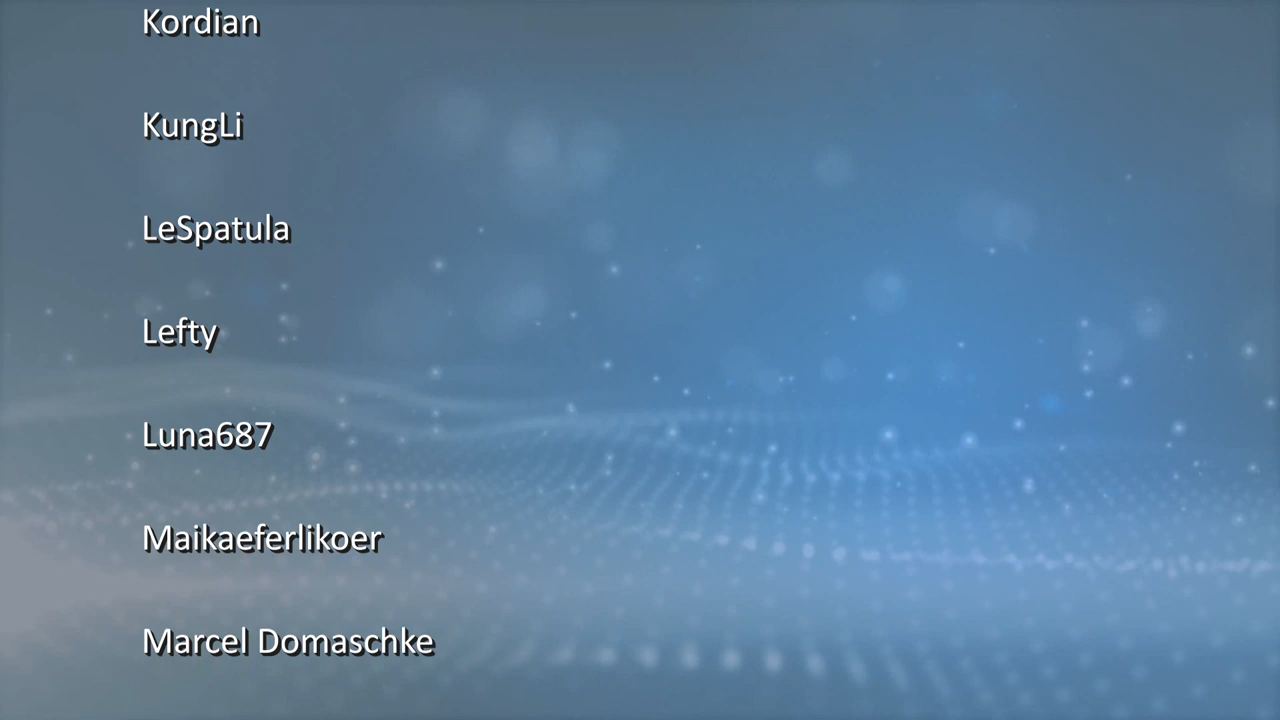 Kordian
KungLi
LeSpatula
Lefty
Luna687
Maikaeferlikoer
Marcel Domaschke